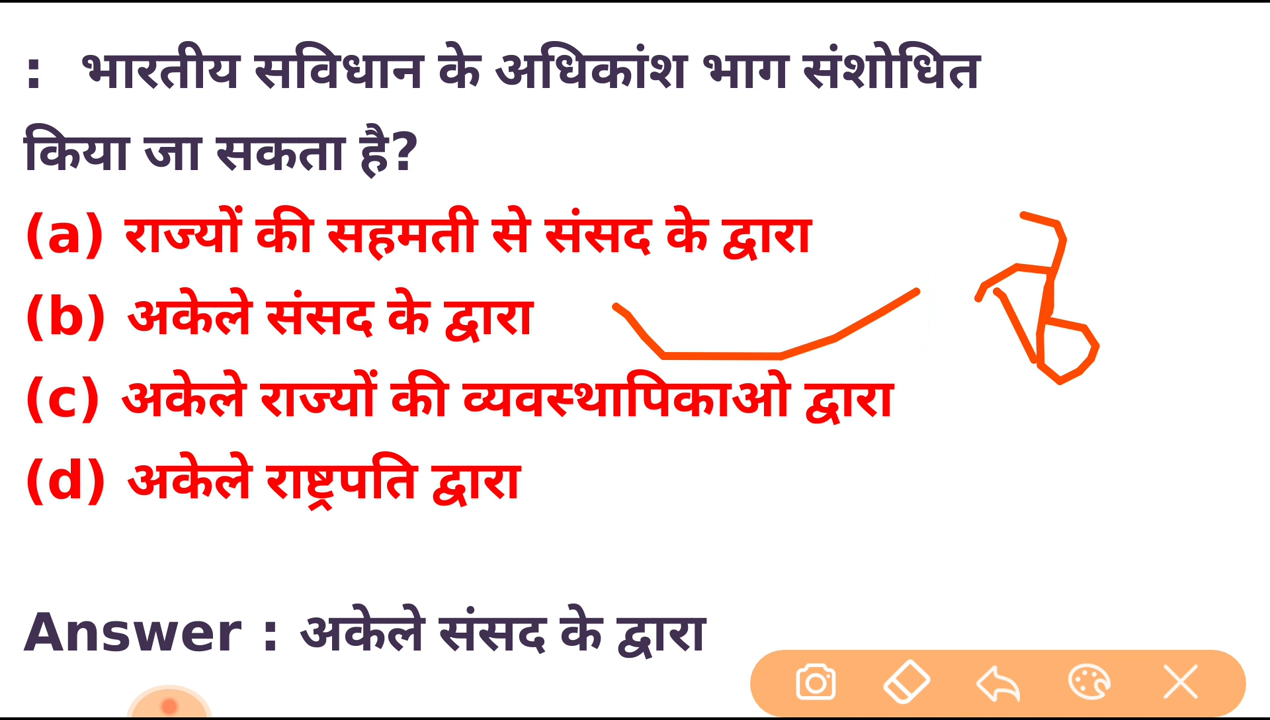 : भारतीय सविधान के अधिकांश भाग संशोधित
किया जा सकता है?
(a) राज्यों की सहमती से संसद के द्वारा
(b) अकेले संसद के द्वारा
(c) अकेले राज्यों की व्यवस्थापिकाओ द्वारा
(d) अकेले राष्ट्रपति द्वारा
Answer : अकेले संसद के द्वारा